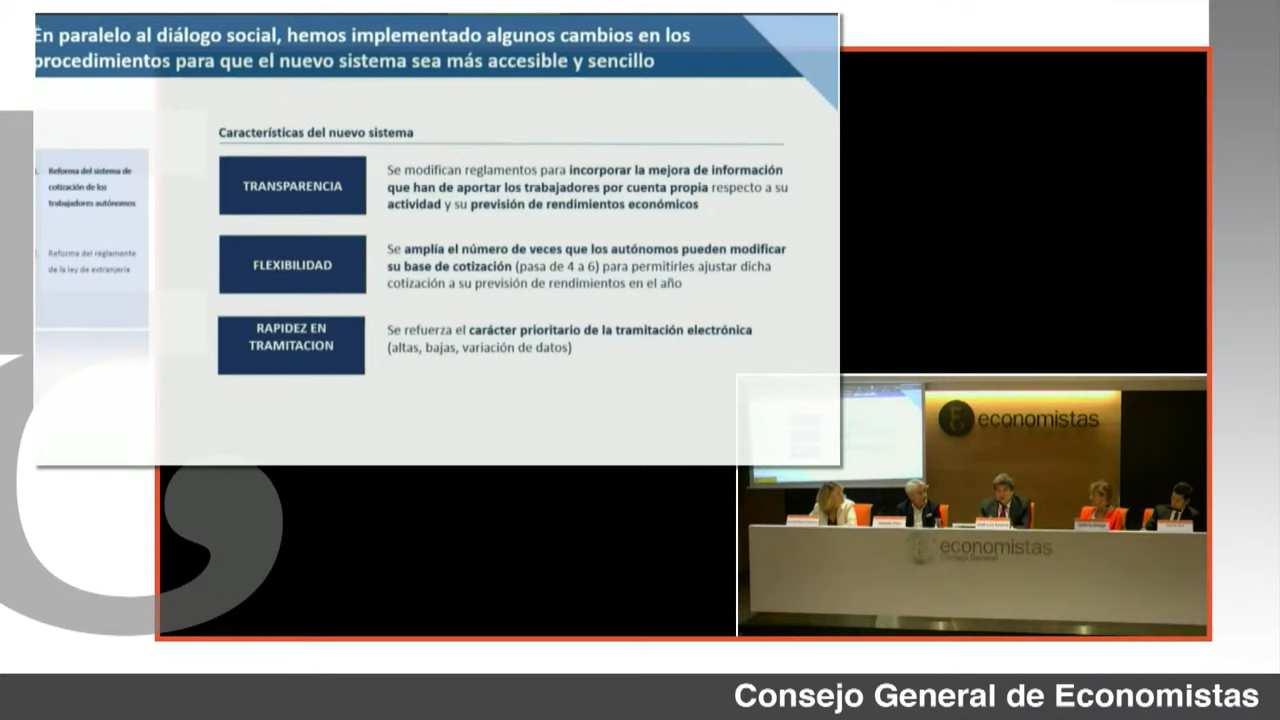 En paralelo al diálogo social, hemos implementado algunos cambios en los
procedimientos para que el nuevo sistema sea más accesible y sencillo
Reforma del sistema de
cotización de los
trabajadores autónomos
Reforma del reglamento
de la ley de extranjería
Características del nuevo sistema
TRANSPARENCIA
Se modifican reglamentos para incorporar la mejora de información
que han de aportar los trabajadores por cuenta propia respecto a su
actividad y su previsión de rendimientos económicos
FLEXIBILIDAD
Se amplía el número de veces que los autónomos pueden modificar
su base de cotización (pasa de 4 a 6) para permitirles ajustar dicha
cotización a su previsión de rendimientos en el año
RAPIDEZ EN
TRAMITACION
Se refuerza el carácter prioritario de la tramitación electrónica
(altas, bajas, variación de datos)
economistas
economistas
Consejo General
Consejo General de Economistas